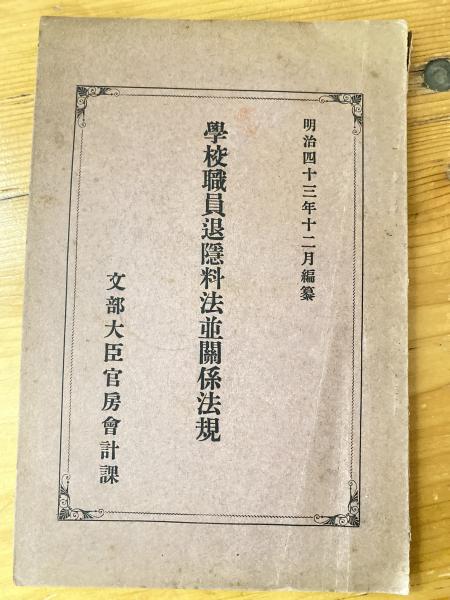 明治四十三年十二月編纂
學校職員退隱料法並關係法規
文部大臣官房會計課